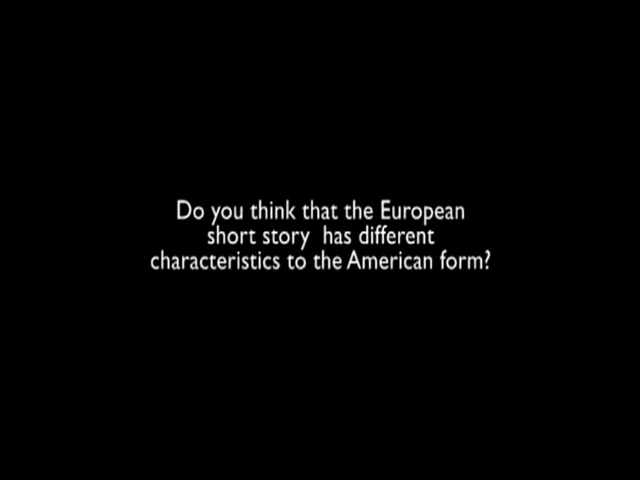 Do you think that the European
short story  has different
characteristics to the American form?